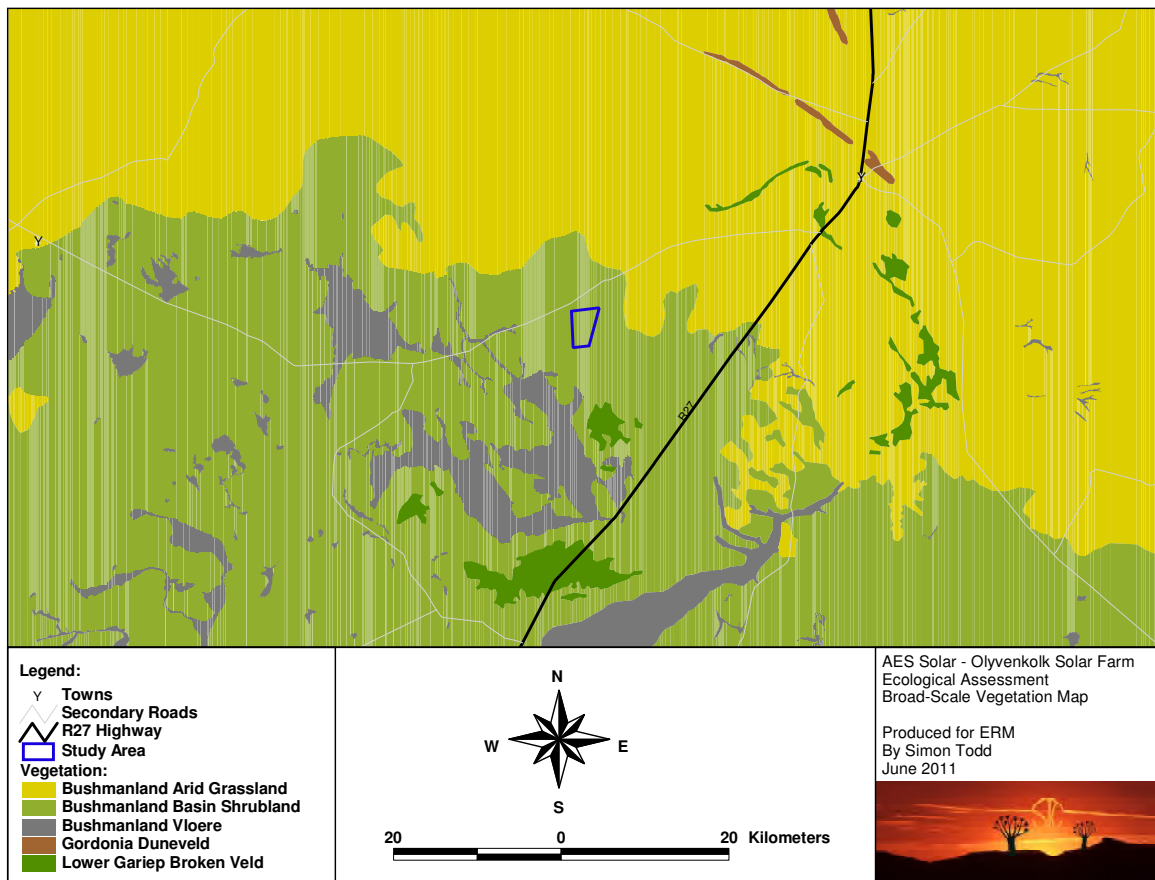 Y
Y
R27
Legend:
Y Towns
Secondary Roads
R27 Highway
Study Area
Vegetation:
Bushmanland Arid Grassland
Bushmanland Basin Shrubland
Bushmanland Vloere
Gordonia Duneveld
Lower Gariep Broken Veld
N
W E
S
20 0 20 Kilometers
AES Solar - Olyvenkolk Solar Farm
Ecological Assessment
Broad-Scale Vegetation Map
Produced for ERM
By Simon Todd
June 2011